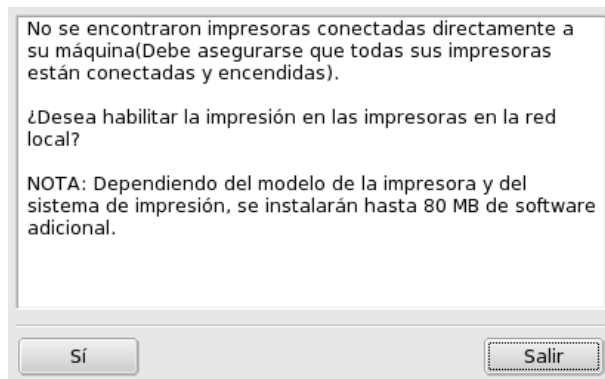 No se encontraron impresoras conectadas directamente a
su máquina(Debe asegurarse que todas sus impresoras
están conectadas y encendidas).
¿Desea habilitar la impresión en las impresoras en la red
local?
NOTA: Dependiendo del modelo de la impresora y del
sistema de impresión, se instalarán hasta 80 MB de software
adicional.
Sí
Salir